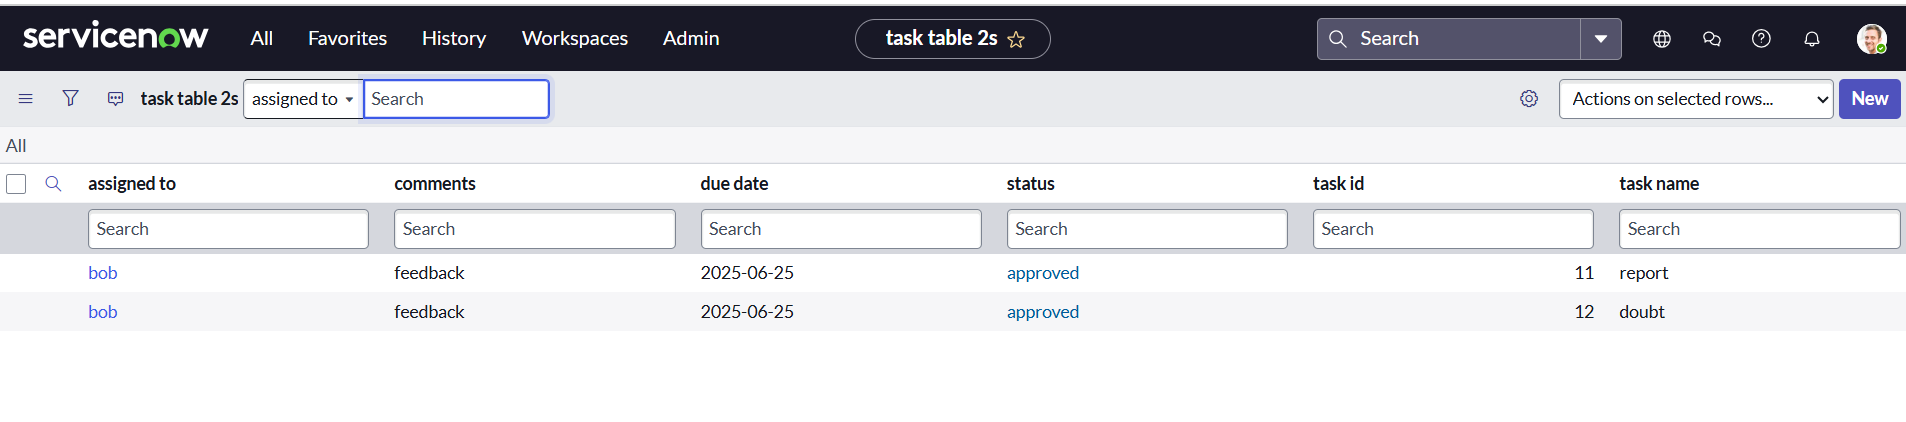 servicenow All Favorites History Workspaces Admin task table 2s Search
task table 2s assigned to Search Actions on selected rows... New
All
assigned to comments due date status task id task name
Search Search Search Search Search Search
bob feedback 2025-06-25 approved 11 report
bob feedback 2025-06-25 approved 12 doubt